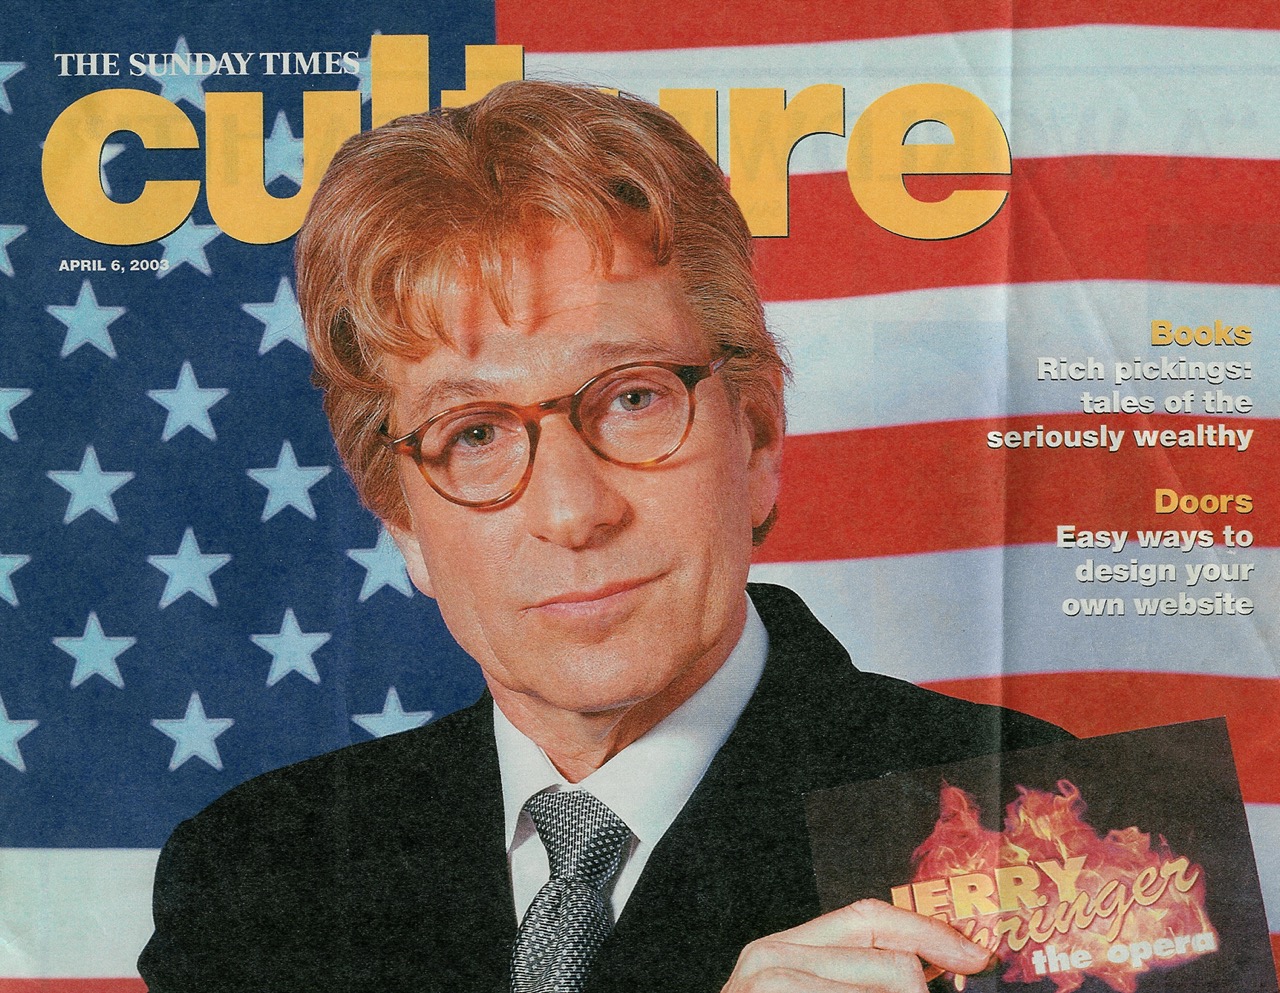 THE SUNDAY TIMES
culture
APRIL 6, 2003
Books
Rich pickings:
tales of the
seriously wealthy
Doors
Easy ways to
design your
own website
JERRY
Springer
the opera